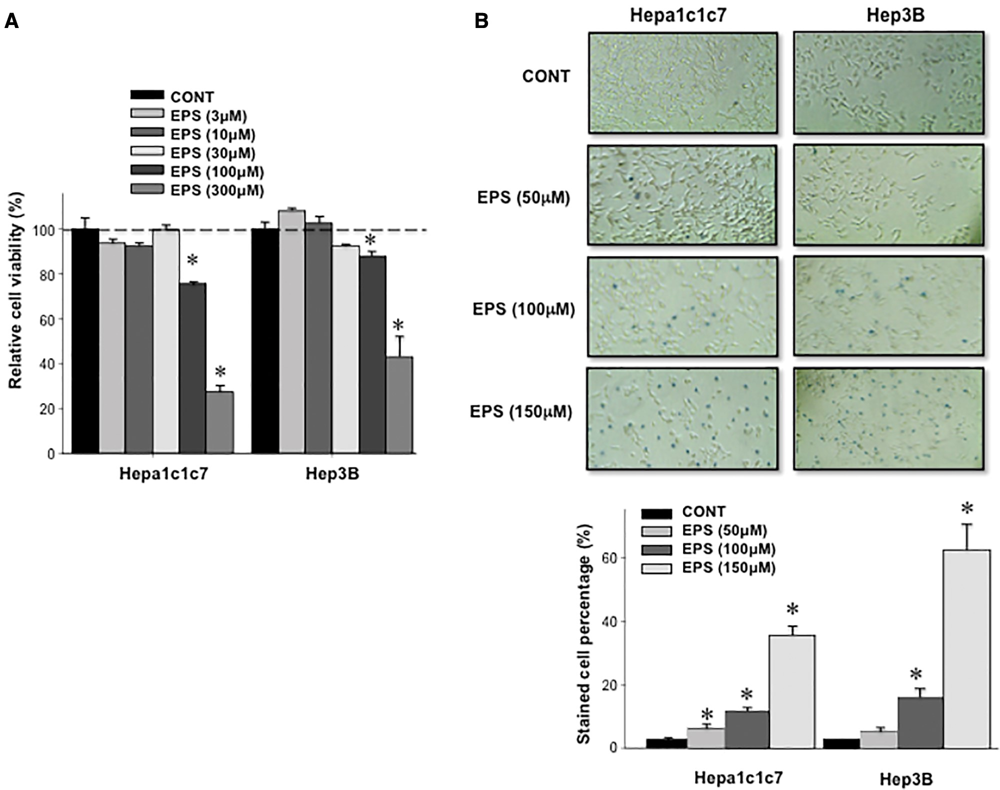 A
CONT
EPS (3µM)
EPS (10µM)
EPS (30µM)
EPS (100µM)
EPS (300µM)
Relative cell viability (%)
100
80
60
40
20
0
*
*
*
*
Hepa1c1c7
Hep3B
B
Hepa1c1c7
Hep3B
CONT
EPS (50µM)
EPS (100µM)
EPS (150µM)
CONT
EPS (50µM)
EPS (100µM)
EPS (150µM)
Stained cell percentage (%)
60
40
20
0
*
*
*
*
*
Hepa1c1c7
Hep3B